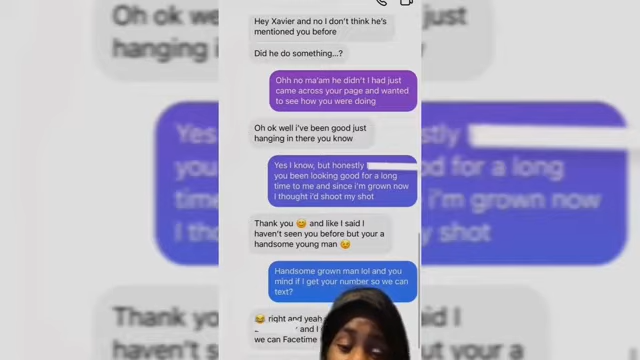 Hey Xavier and no I don't think he's
mentioned you before
Did he do something...?
Ohh no ma'am he didn't I had just
came across your page and wanted
to see how you were doing
Oh ok well i've been good just
hanging in there you know
Yes I know, but honestly
you been looking good for a long
time to me and since i'm grown now
I thought i'd shoot my shot
Thank you 😊 and like I said I
haven't seen you before but your a
handsome young man 😉
Handsome grown man lol and you
mind if I get your number so we can
text?
😂 right and yeah
and I
we can Facetime